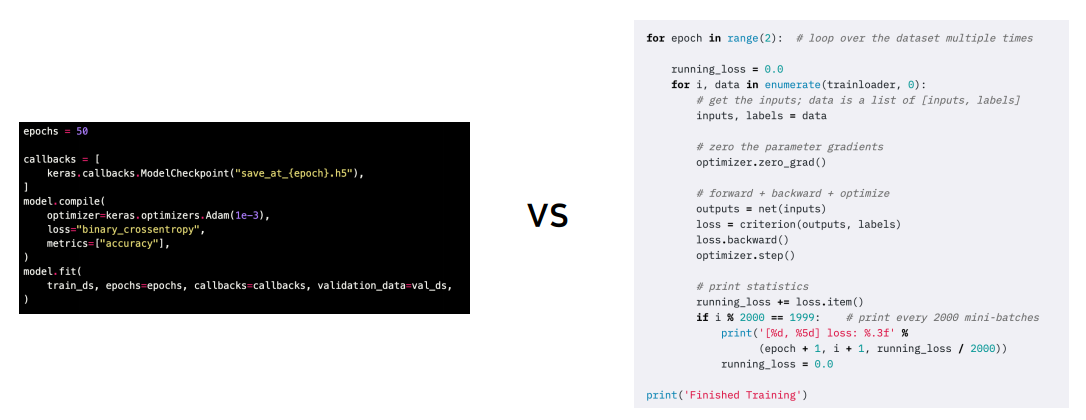 epochs = 50

callbacks = [
    keras.callbacks.ModelCheckpoint("save_at_{epoch}.h5"),
]
model.compile(
    optimizer=keras.optimizers.Adam(1e-3),
    loss="binary_crossentropy",
    metrics=["accuracy"],
)
model.fit(
    train_ds, epochs=epochs, callbacks=callbacks, validation_data=val_ds,
)
VS
for epoch in range(2):  # loop over the dataset multiple times

    running_loss = 0.0
    for i, data in enumerate(trainloader, 0):
        # get the inputs; data is a list of [inputs, labels]
        inputs, labels = data

        # zero the parameter gradients
        optimizer.zero_grad()

        # forward + backward + optimize
        outputs = net(inputs)
        loss = criterion(outputs, labels)
        loss.backward()
        optimizer.step()

        # print statistics
        running_loss += loss.item()
        if i % 2000 == 1999:    # print every 2000 mini-batches
            print('[%d, %5d] loss: %.3f' %
                  (epoch + 1, i + 1, running_loss / 2000))
            running_loss = 0.0

print('Finished Training')